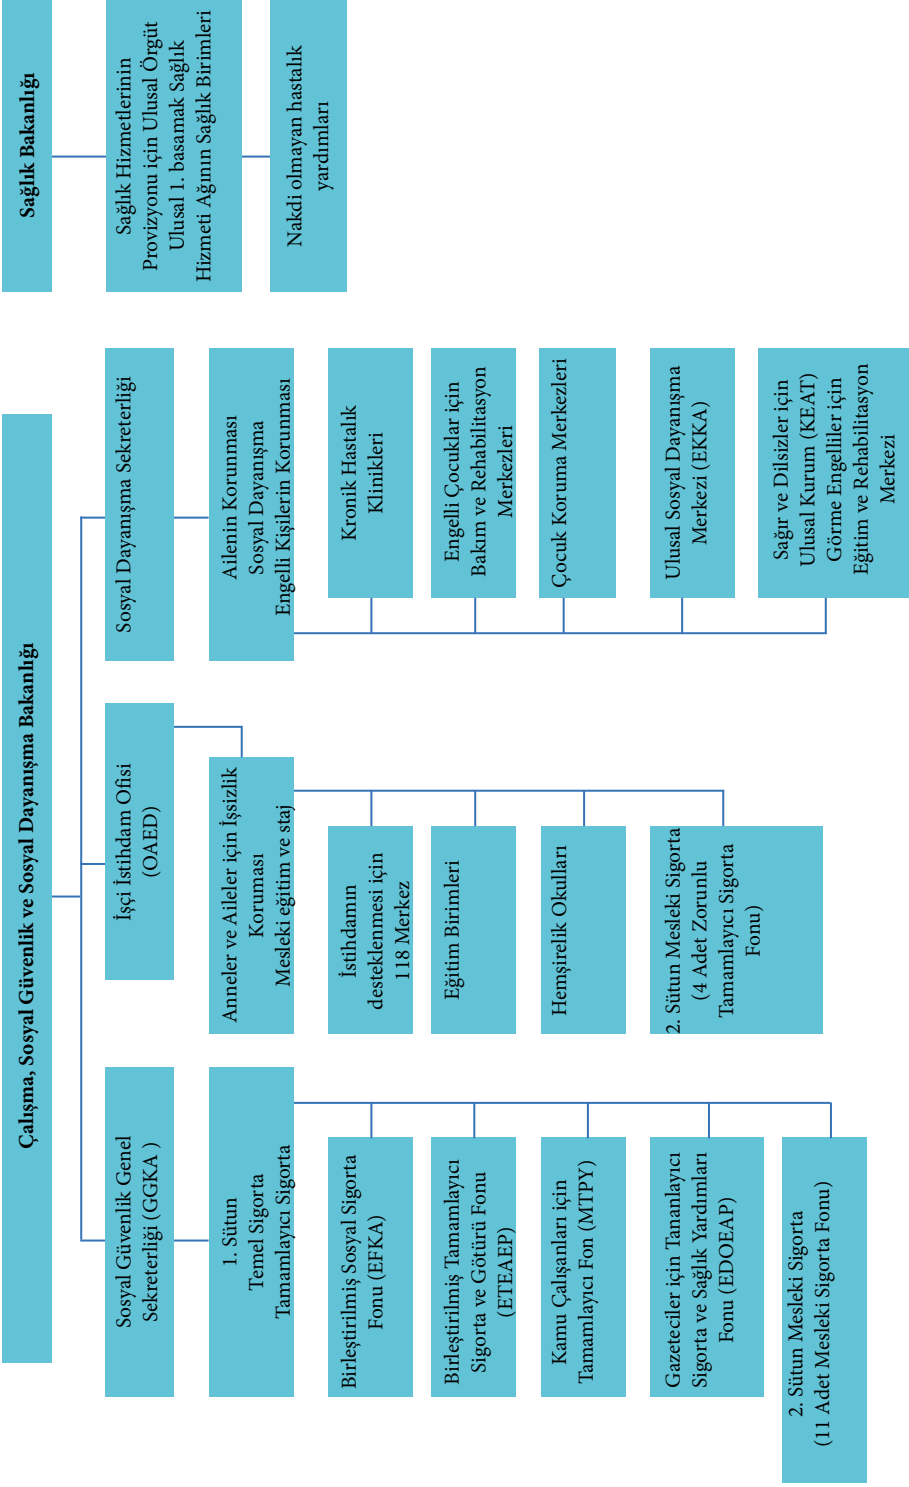 Çalışma, Sosyal Güvenlik ve Sosyal Dayanışma Bakanlığı
Sosyal Güvenlik Genel
Sekreterliği (GGKA )
1. Sütun
Temel Sigorta
Tamamlayıcı Sigorta
Birleştirilmiş Sosyal Sigorta
Fonu (EFKA)
Birleştirilmiş Tamamlayıcı
Sigorta ve Götürü Fonu
(ETEAEP)
Kamu Çalışanları için
Tamamlayıcı Fon (MTPY)
Gazeteciler için Tananlayıcı
Sigorta ve Sağlık Yardımları
Fonu (EDOEAP)
2. Sütun Mesleki Sigorta
(11 Adet Mesleki Sigorta Fonu)
İşçi İstihdam Ofisi
(OAED)
Anneler ve Aileler için İşsizlik
Koruması
Mesleki eğitim ve staj
İstihdamın
desteklenmesi için
118 Merkez
Eğitim Birimleri
Hemşirelik Okulları
2. Sütun Mesleki Sigorta
(4 Adet Zorunlu
Tamamlayıcı Sigorta
Fonu)
Sosyal Dayanışma Sekreterliği
Ailenin Korunması
Sosyal Dayanışma
Engelli Kişilerin Korunması
Kronik Hastalık
Klinikleri
Engelli Çocuklar için
Bakım ve Rehabilitasyon
Merkezleri
Çocuk Koruma Merkezleri
Ulusal Sosyal Dayanışma
Merkezi (EKKA)
Sağır ve Dilsizler için
Ulusal Kurum (KEAT)
Görme Engelliler için
Eğitim ve Rehabilitasyon
Merkezi
Sağlık Bakanlığı
Sağlık Hizmetlerinin
Provizyonu için Ulusal Örgüt
Ulusal 1. basamak Sağlık
Hizmeti Ağının Sağlık Birimleri
Nakdi olmayan hastalık
yardımları